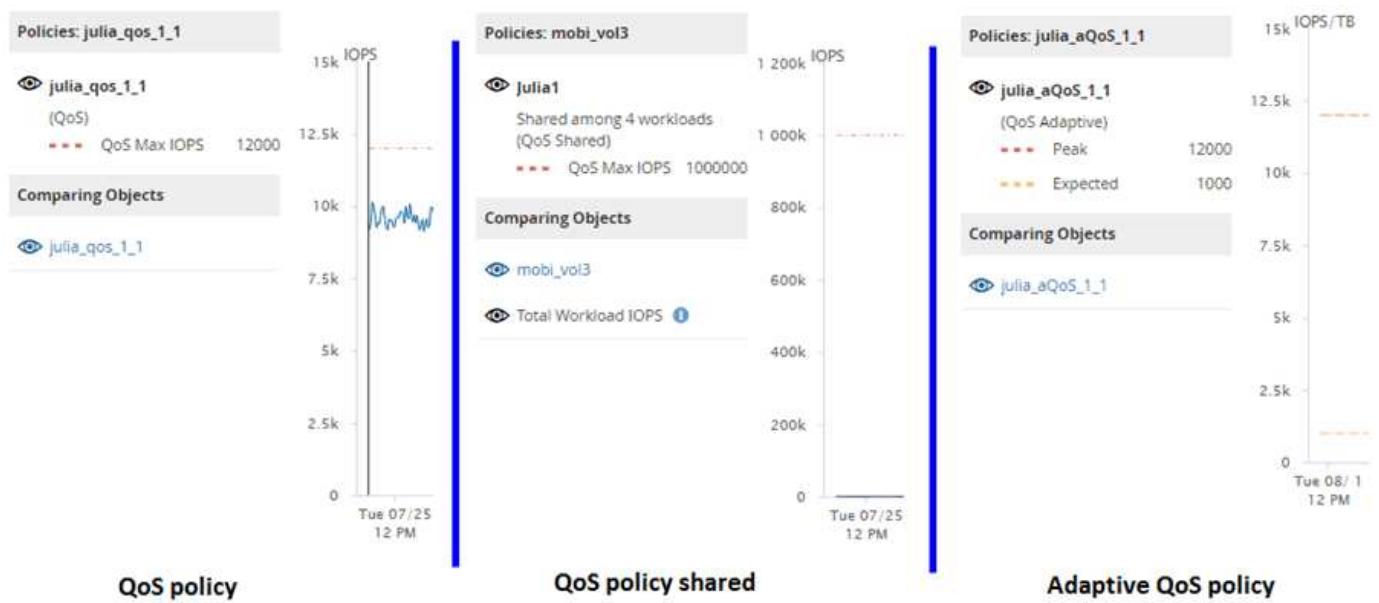 Policies: julia_qos_1_1
julia_qos_1_1
(QoS)
QoS Max IOPS 12000
Comparing Objects
julia_qos_1_1
IOPS
15k
12.5k
10k
7.5k
5k
2.5k
0
Tue 07/25
12 PM
QoS policy
Policies: mobi_vol3
Julia1
Shared among 4 workloads
(QoS Shared)
QoS Max IOPS 1000000
Comparing Objects
mobi_vol3
Total Workload IOPS
IOPS
1 200k
1 000k
800k
600k
400k
200k
0
Tue 07/25
12 PM
QoS policy shared
Policies: julia_aQoS_1_1
julia_aQoS_1_1
(QoS Adaptive)
Peak 12000
Expected 1000
Comparing Objects
julia_aQoS_1_1
IOPS/TB
15k
12.5k
10k
7.5k
5k
2.5k
0
Tue 08/ 1
12 PM
Adaptive QoS policy